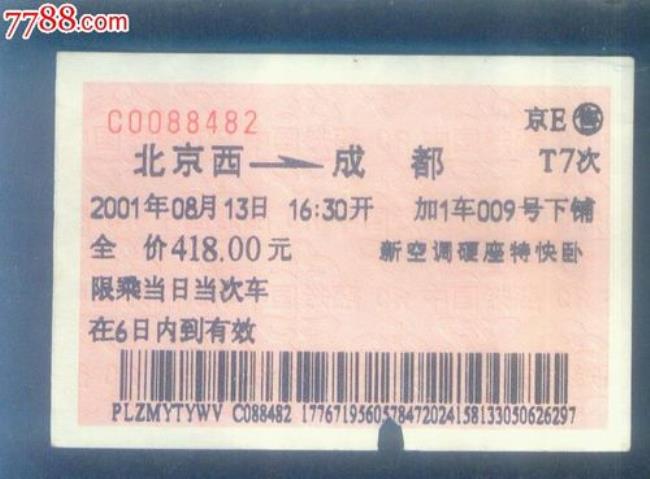 7788.com
C0088482
京E 售
北京西 → 成 都 T7次
2001年08月13日 16:30开 加1车009号下铺
全 价418.00元 新空调硬座特快卧
限乘当日当次车
在6日内到有效
PLZMYTYWV C088482 17767195605784720241581330506262​97